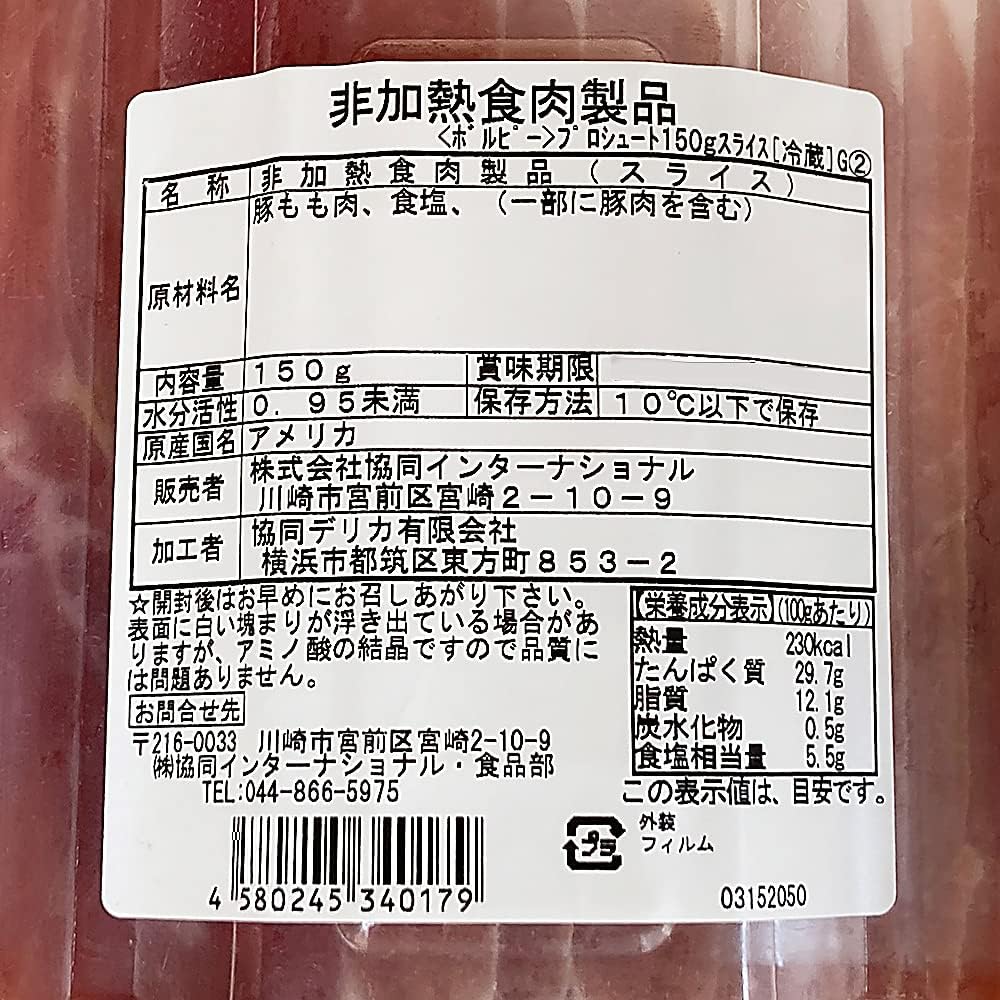 非加熱食肉製品
<ボルピー>プロシュート150gスライス[冷蔵]G②
名称 非加熱食肉製品(スライス)
原材料名 豚もも肉、食塩、(一部に豚肉を含む)
内容量 150g 賞味期限
水分活性 0.95未満 保存方法 10℃以下で保存
原産国名 アメリカ
販売者 株式会社協同インターナショナル
川崎市宮前区宮崎2-10-9
加工者 協同デリカ有限会社
横浜市都筑区東方町853-2
☆開封後はお早めにお召しあがり下さい。
表面に白い塊まりが浮き出ている場合があ
りますが、アミノ酸の結晶ですので品質に
は問題ありません。
お問合せ先
〒216-0033 川崎市宮前区宮崎2-10-9
㈱協同インターナショナル・食品部
TEL:044-866-5975
【栄養成分表示】(100gあたり)
熱量 230kcal
たんぱく質 29.7g
脂質 12.1g
炭水化物 0.5g
食塩相当量 5.5g
この表示値は、目安です。
プラ
外装
フィルム
4 580245 340179
03152050